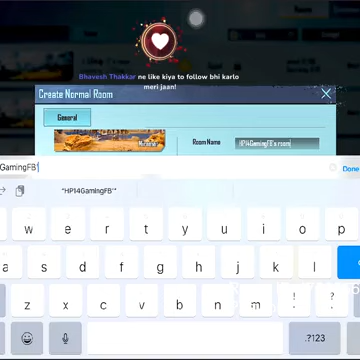 Bhavesh Thakkar ne like kiya to follow bhi karlo
meri jaan!
Create Normal Room
General
Room Name
HP14GamingFB's room
GamingFB'
Done
"HP14GamingFB'"
w e r t y u i o p
a s d f g h j k l
z x c v b n m ! , ? .
.?123